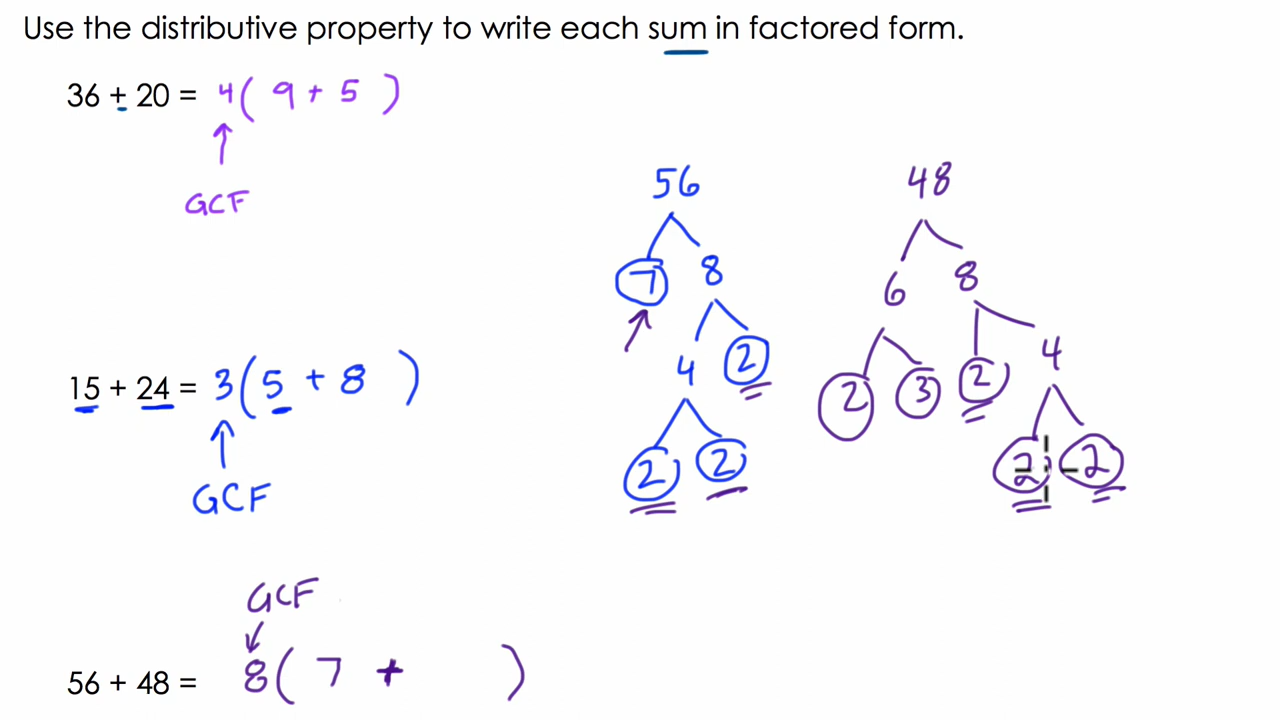 Use the distributive property to write each sum in factored form.
36 + 20 = 4( 9 + 5 )
GCF
56
48
7 8
6 8
4 2
2 3 2 4
2 2
2 2
15 + 24 = 3( 5 + 8 )
GCF
GCF
56 + 48 = 8( 7 + )